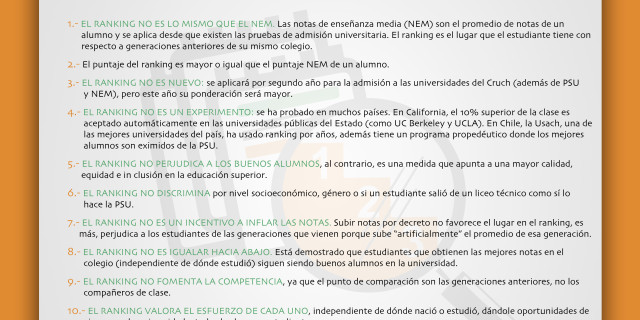 1.- EL RANKING NO ES LO MISMO QUE EL NEM. Las notas de enseñanza media (NEM) son el promedio de notas de un
alumno y se aplica desde que existen las pruebas de admisión universitaria. El ranking es el lugar que el estudiante tiene con
respecto a generaciones anteriores de su mismo colegio.
2.- El puntaje del ranking es mayor o igual que el puntaje NEM de un alumno.
3.- EL RANKING NO ES NUEVO: se aplicará por segundo año para la admisión a las universidades del Cruch (además de PSU
y NEM), pero este año su ponderación será mayor.
4.- EL RANKING NO ES UN EXPERIMENTO: se ha probado en muchos países. En California, el 10% superior de la clase es
aceptado automáticamente en las universidades públicas del Estado (como UC Berkeley y UCLA). En Chile, la Usach, una de
las mejores universidades del país, ha usado ranking por años, además tiene un programa propedéutico donde los mejores
alumnos son eximidos de la PSU.
5.- EL RANKING NO PERJUDICA A LOS BUENOS ALUMNOS, al contrario, es una medida que apunta a una mayor calidad,
equidad e in clusión en la educación superior.
6.- EL RANKING NO DISCRIMINA por nivel socioeconómico, género o si un estudiante salió de un liceo técnico como sí lo
hace la PSU.
7.- EL RANKING NO ES UN INCENTIVO A INFLAR LAS NOTAS. Subir notas por decreto no favorece el lugar en el ranking, es
más, perjudica a los estudiantes de las generaciones que vienen porque sube "artificialmente" el promedio de esa generación.
8.- EL RANKING NO ES IGUALAR HACIA ABAJO. Está demostrado que estudiantes que obtienen las mejores notas en el
colegio (independiente de dónde estudió) siguen siendo buenos alumnos en la universidad.
9.- EL RANKING NO FOMENTA LA COMPETENCIA, ya que el punto de comparación son las generaciones anteriores, no los
compañeros de clase.
10.- EL RANKING VALORA EL ESFUERZO DE CADA UNO, independiente de dónde nació o estudió, dándole oportunidades de